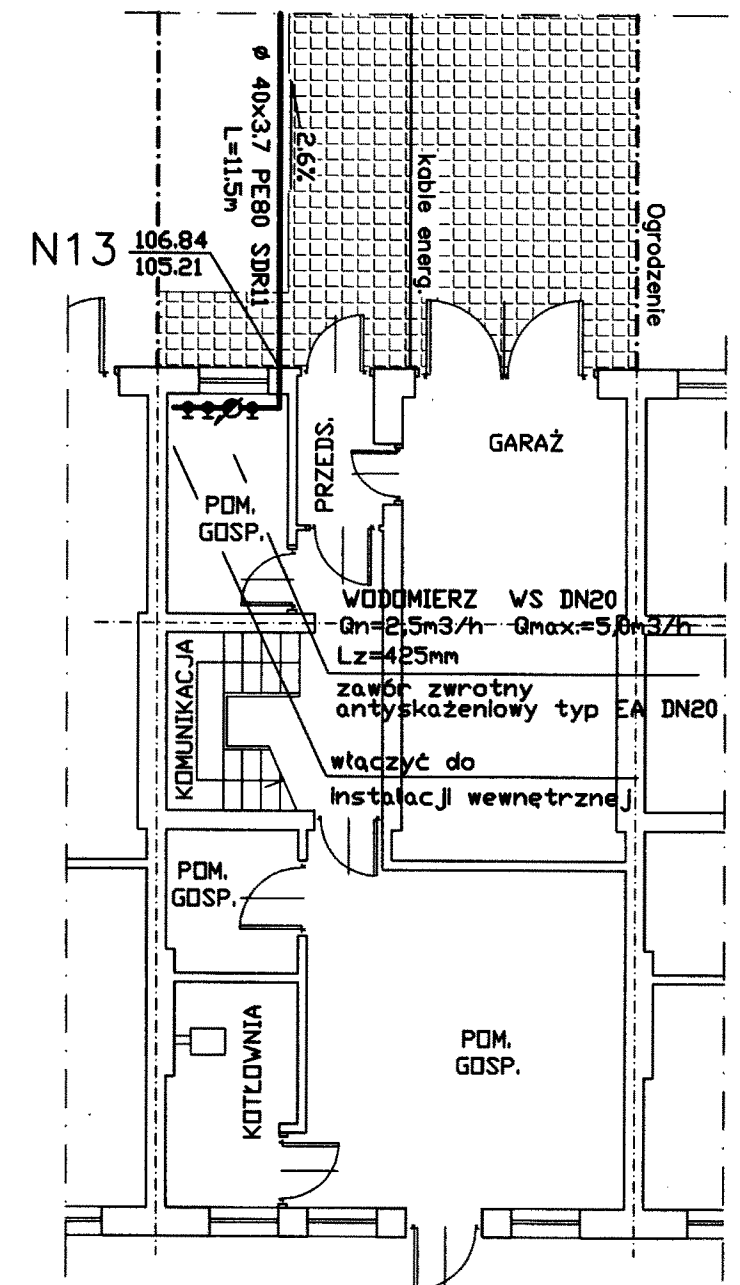 ø 40x3.7 PE80 SDR11
L=11.5m
2.6%
kable energ.
Ogrodzenie
N13
106.84
105.21
GARAŻ
PRZEDS.
POM.
GOSP.
WODOMIERZ WS DN20
Qn=2,5m3/h Qmax.=5,0m3/h
Lz=425mm
zawór zwrotny
antyskażeniowy typ EA DN20
włączyć do
instalacji wewnętrznej
KOMUNIKACJA
POM.
GOSP.
KOTŁOWNIA
POM.
GOSP.